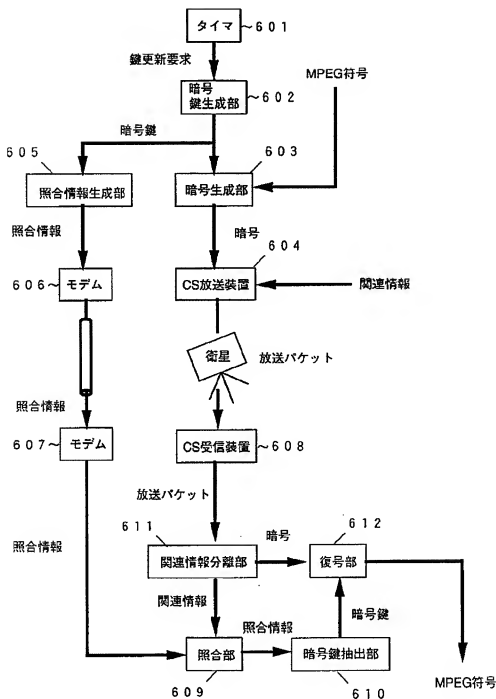 タイマ
601
鍵更新要求
MPEG符号
暗号
鍵生成部
602
暗号鍵
605
603
照合情報生成部
暗号生成部
照合情報
暗号
604
606
モデム
CS放送装置
関連情報
衛星
放送パケット
照合情報
607
モデム
CS受信装置
608
放送パケット
611
暗号
612
照合情報
関連情報分離部
復号部
関連情報
照合情報
暗号鍵
照合部
暗号鍵抽出部
MPEG符号
609
610